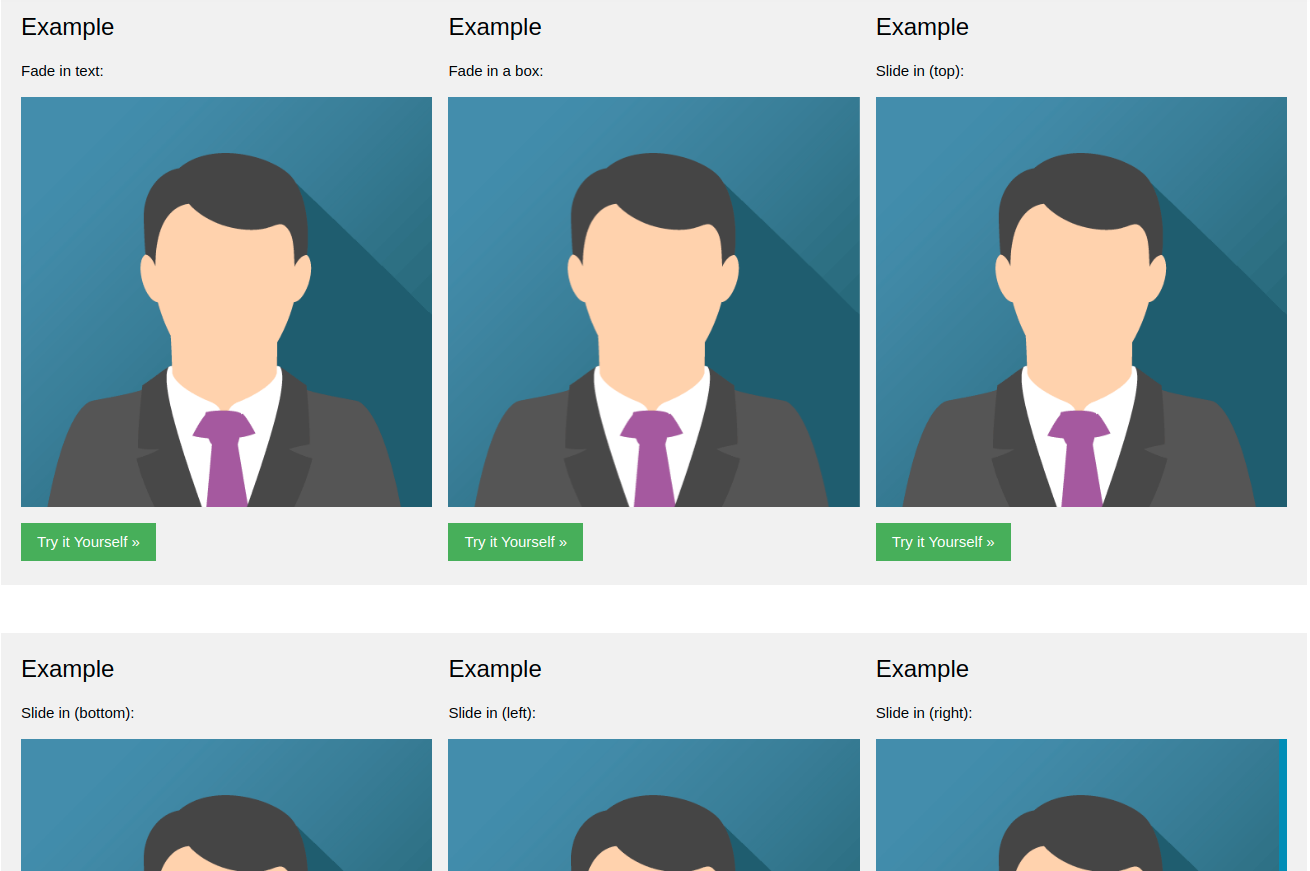 Example
Example
Example
Fade in text:
Fade in a box:
Slide in (top):
Try it Yourself »
Try it Yourself »
Try it Yourself »
Example
Example
Example
Slide in (bottom):
Slide in (left):
Slide in (right):